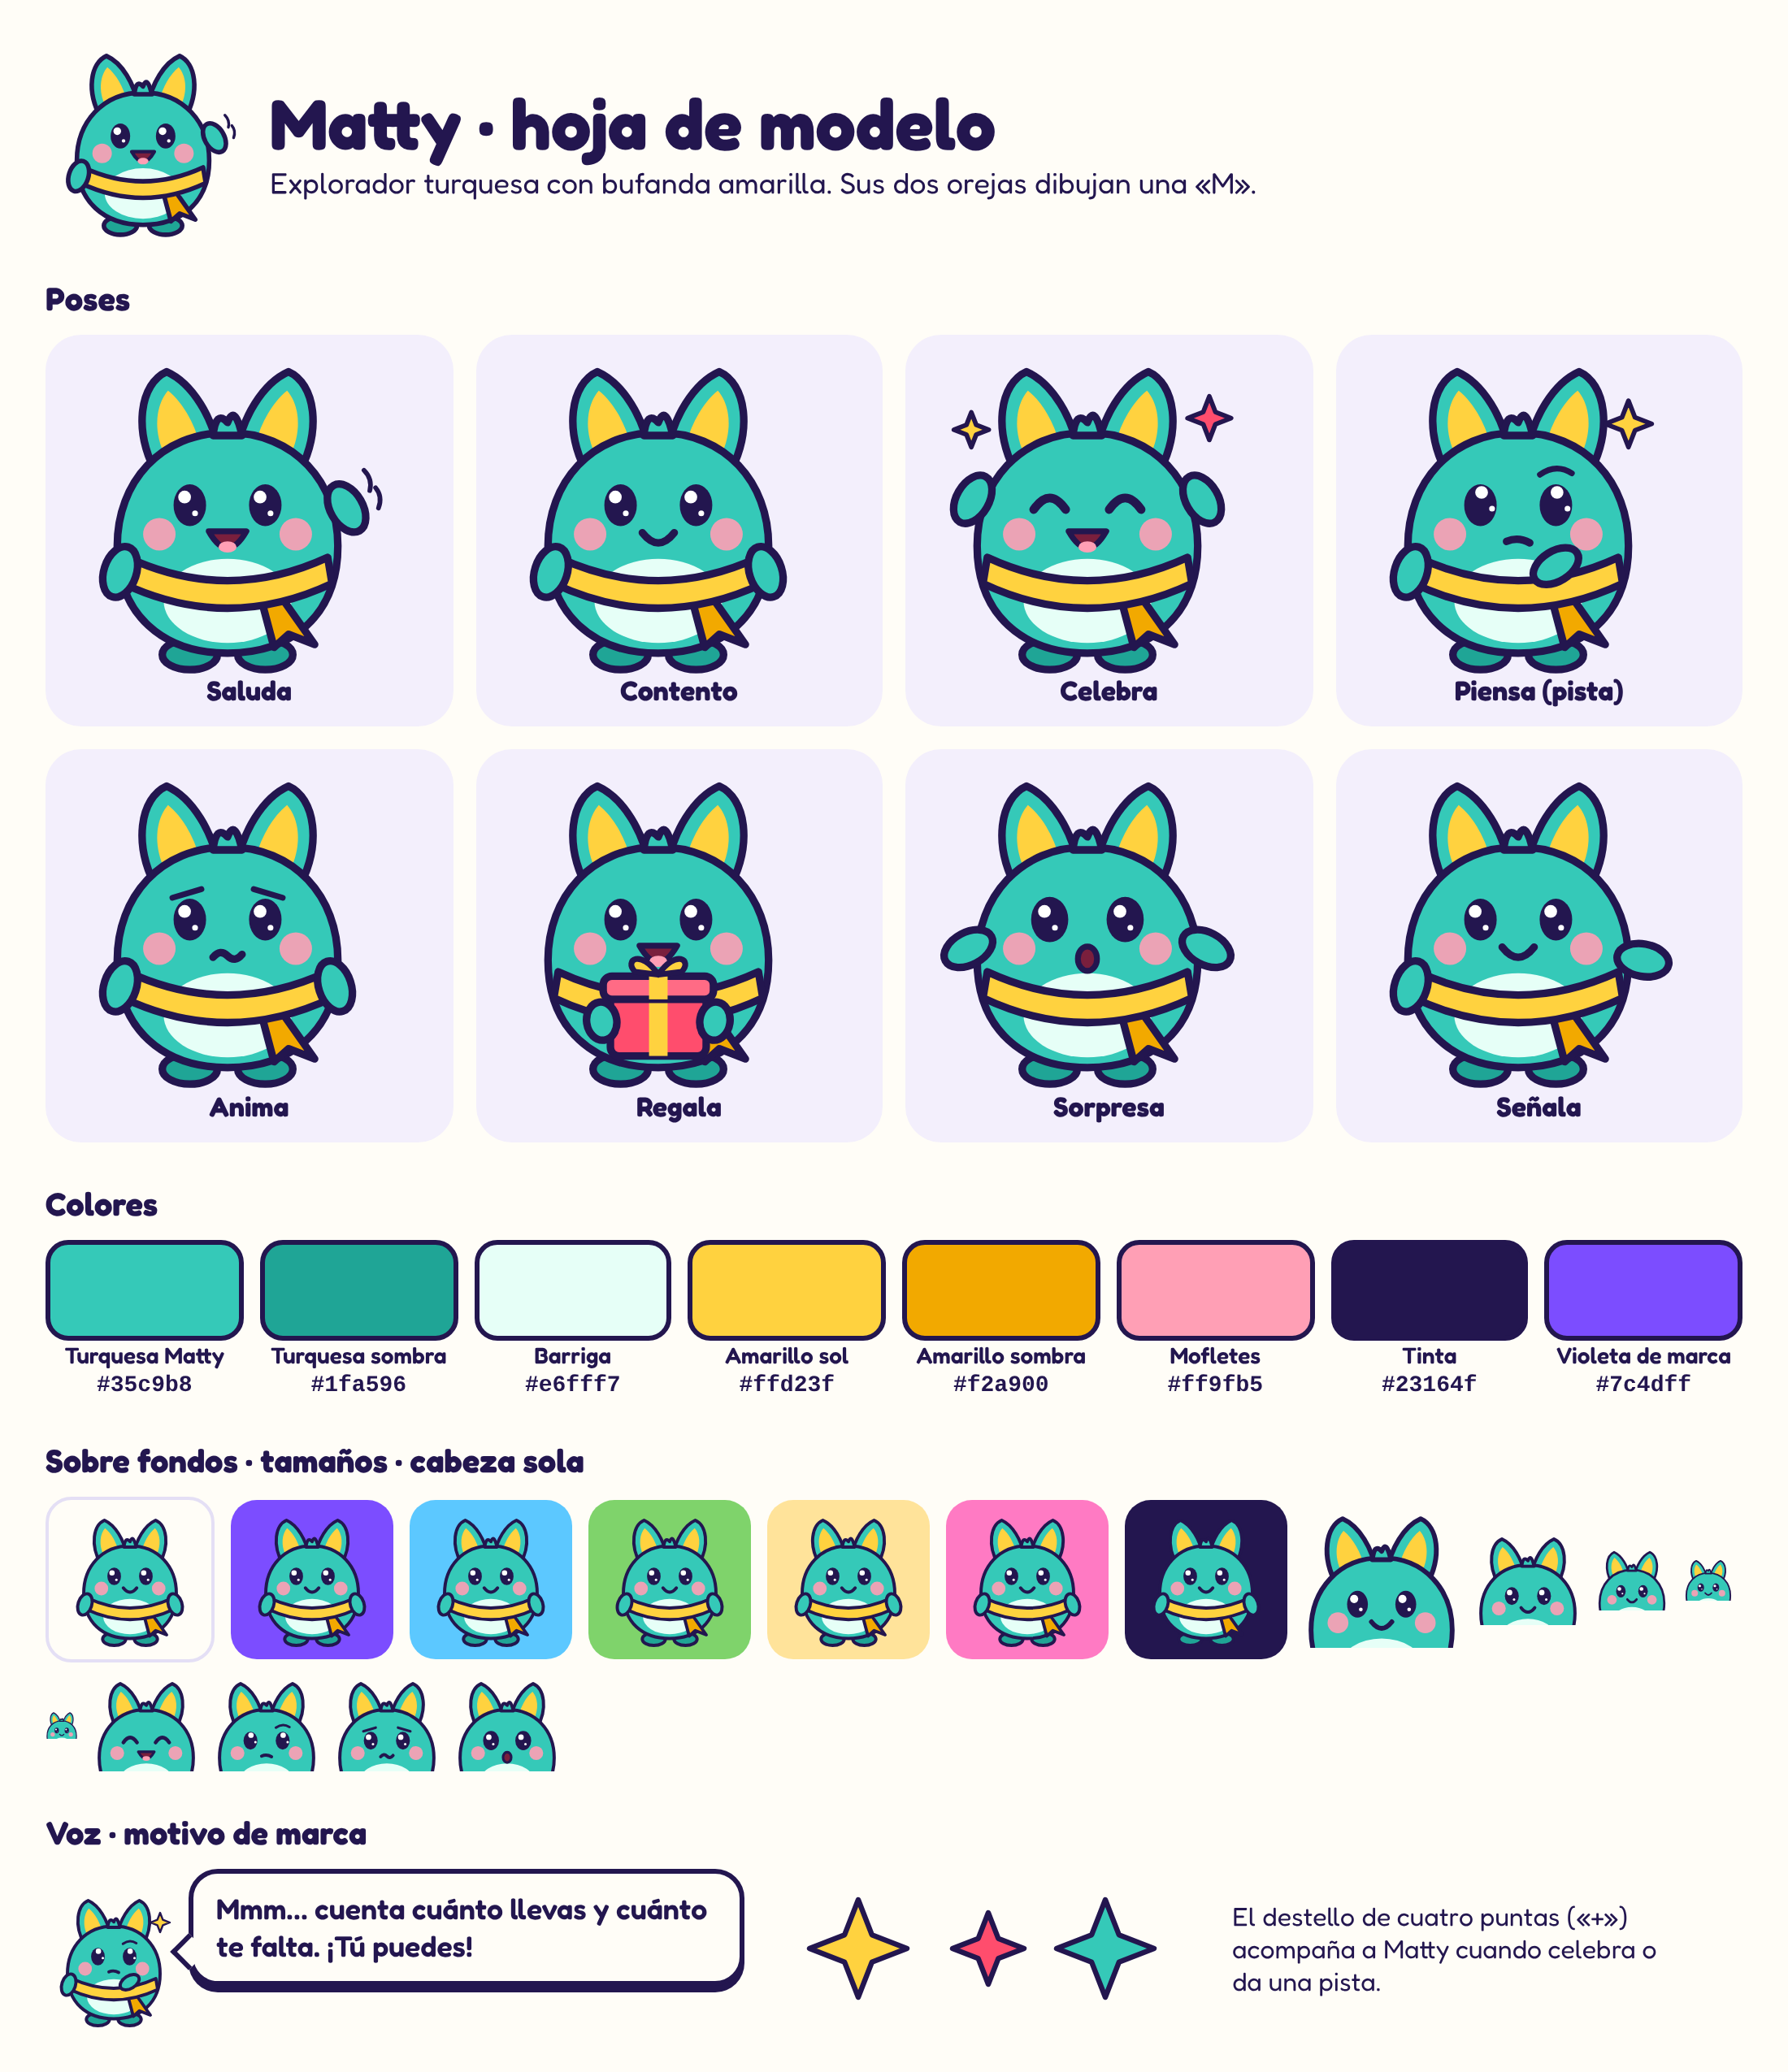 Matty · hoja de modelo
Explorador turquesa con bufanda amarilla. Sus dos orejas dibujan una «M».
Poses
Saluda
Contento
Celebra
Piensa (pista)
Anima
Regala
Sorpresa
Señala
Colores
Turquesa Matty
#35c9b8
Turquesa sombra
#1fa596
Barriga
#e6fff7
Amarillo sol
#ffd23f
Amarillo sombra
#f2a900
Mofletes
#ff9fb5
Tinta
#23164f
Violeta de marca
#7c4dff
Sobre fondos · tamaños · cabeza sola
Voz · motivo de marca
Mmm... cuenta cuánto llevas y cuánto
te falta. ¡Tú puedes!
El destello de cuatro puntas («+»)
acompaña a Matty cuando celebra o
da una pista.